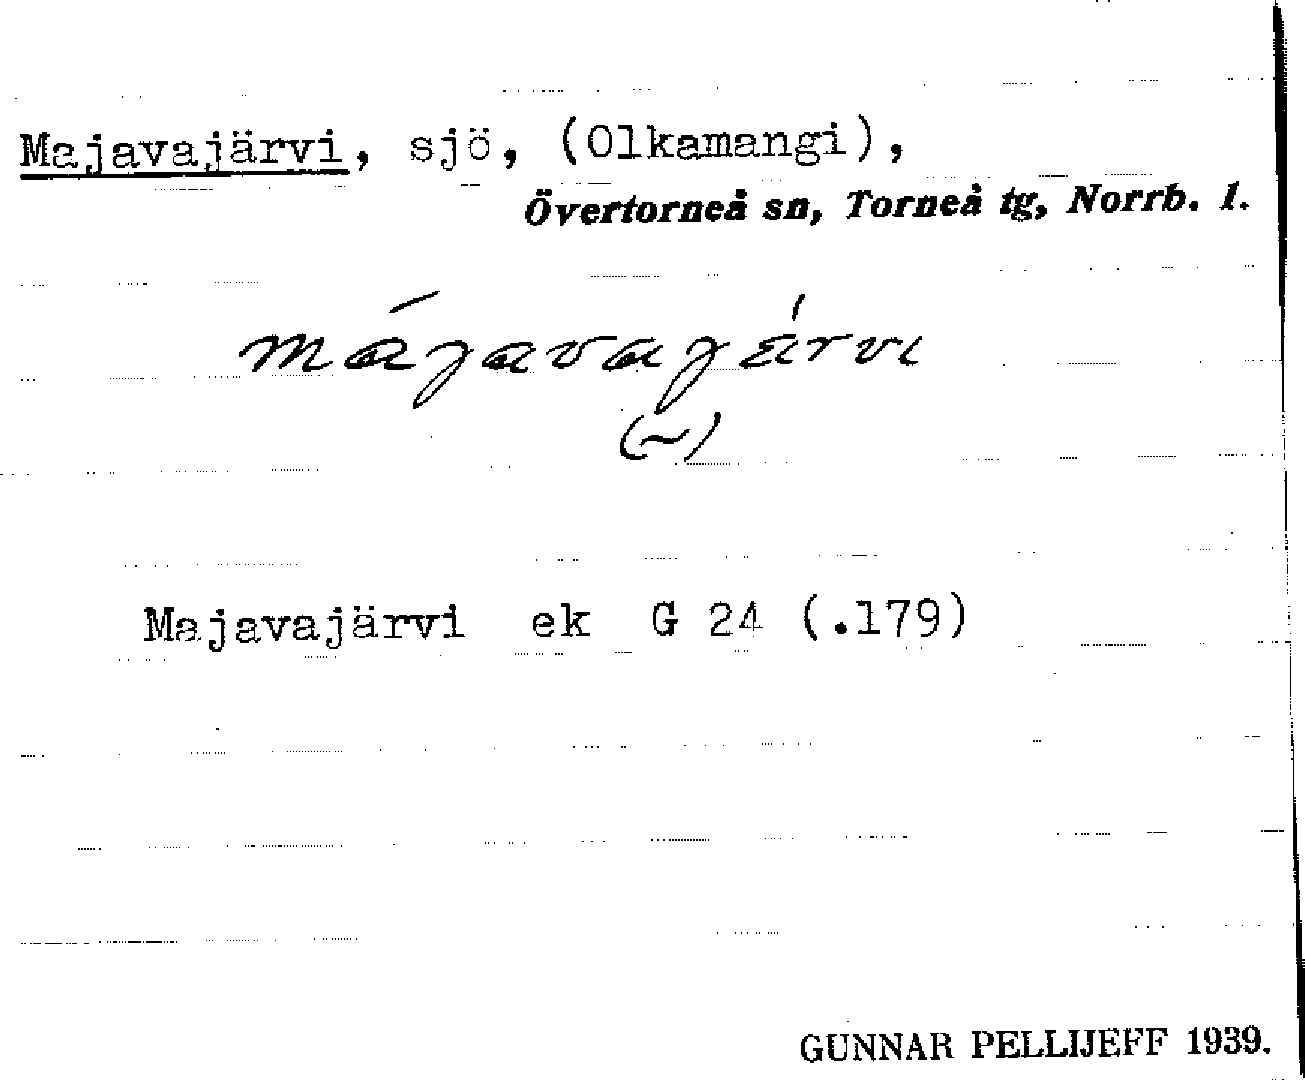 Majavajärvi, sjö, (Olkamangi),
Övertorneå sn, Torneå tg, Norrb. l.
májavajärvi
(~)
Majavajärvi ek G 24 (.179)
GUNNAR PELLIJEFF 1939.